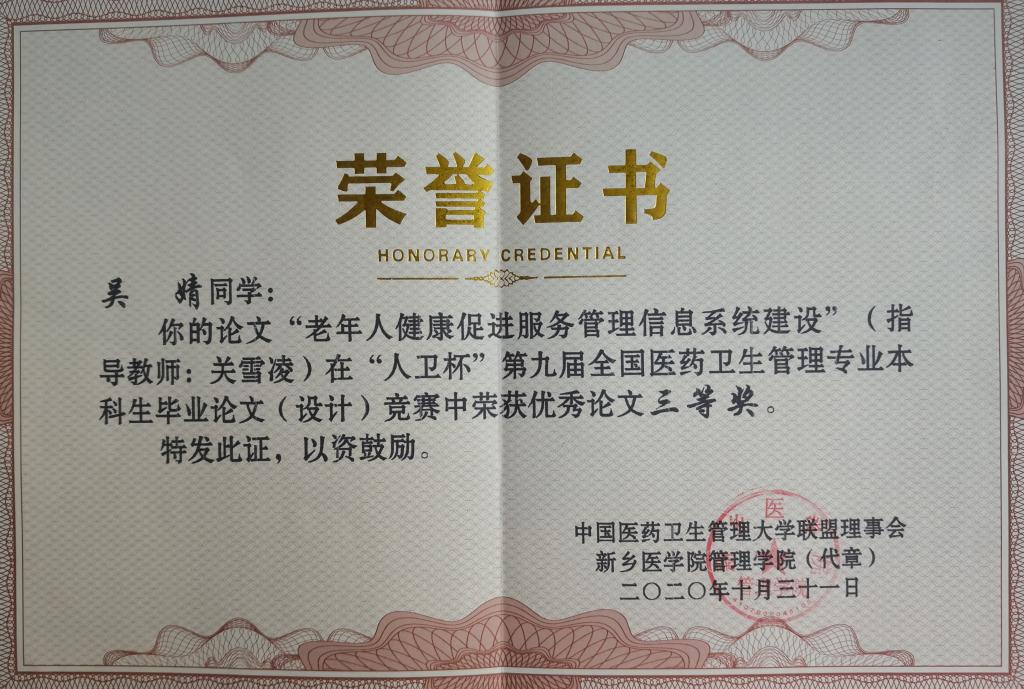 荣誉证书
HONORARY CREDENTIAL
吴 婧同学：
你的论文“老年人健康促进服务管理信息系统建设”（指
导教师：关雪凌）在“人卫杯”第九届全国医药卫生管理专业本
科生毕业论文（设计）竞赛中荣获优秀论文三等奖。
特发此证，以资鼓励。
中国医药卫生管理大学联盟理事会
新乡医学院管理学院（代章）
二〇二〇年十月三十一日